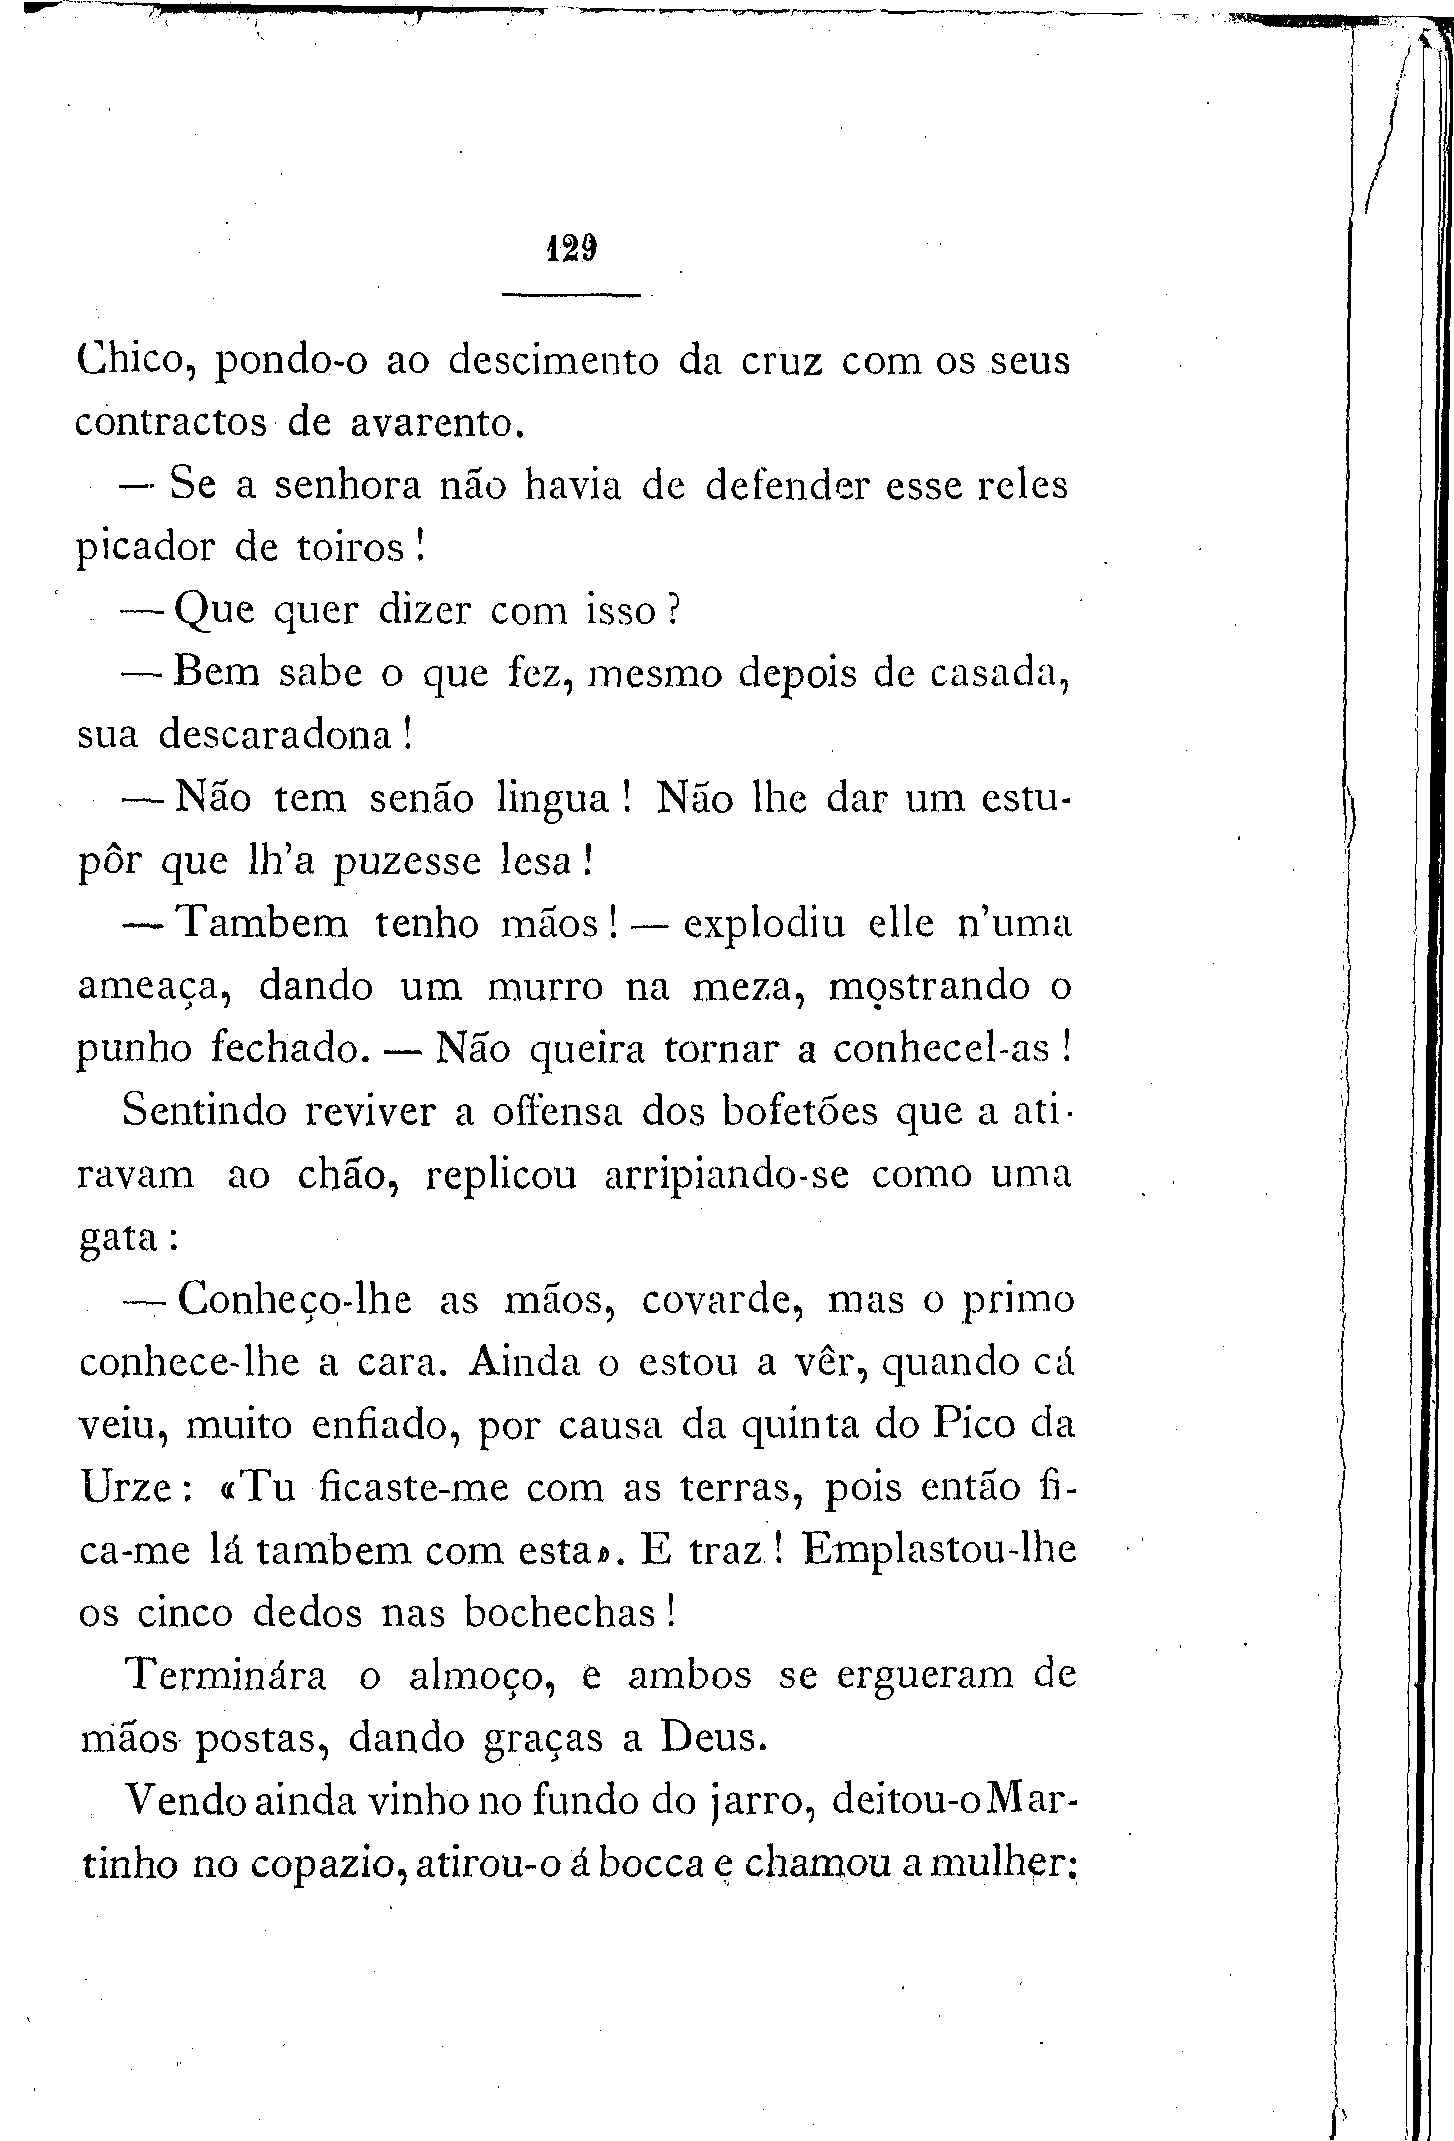 129
Chico, pondo-o ao descimento da cruz com os seus
contractos de avarento.
— Se a senhora não havia de defender esse reles
picador de toiros !
— Que quer dizer com isso ?
— Bem sabe o que fez, mesmo depois de casada,
sua descaradona !
— Não tem senão lingua ! Não lhe dar um estu-
pôr que lh'a puzesse lesa !
— Tambem tenho mãos ! — explodiu elle n'uma
ameaça, dando um murro na meza, mostrando o
punho fechado. — Não queira tornar a conhecel-as !
Sentindo reviver a offensa dos bofetões que a ati-
ravam ao chão, replicou arripiando-se como uma
gata :
— Conheço-lhe as mãos, covarde, mas o primo
conhece-lhe a cara. Ainda o estou a vêr, quando cá
veiu, muito enfiado, por causa da quinta do Pico da
Urze : «Tu ficaste-me com as terras, pois então fi-
ca-me lá tambem com esta». E traz ! Emplastou-lhe
os cinco dedos nas bochechas !
Terminára o almoço, e ambos se ergueram de
mãos postas, dando graças a Deus.
Vendo ainda vinho no fundo do jarro, deitou-o Mar-
tinho no copazio, atirou-o á bocca e chamou a mulher: